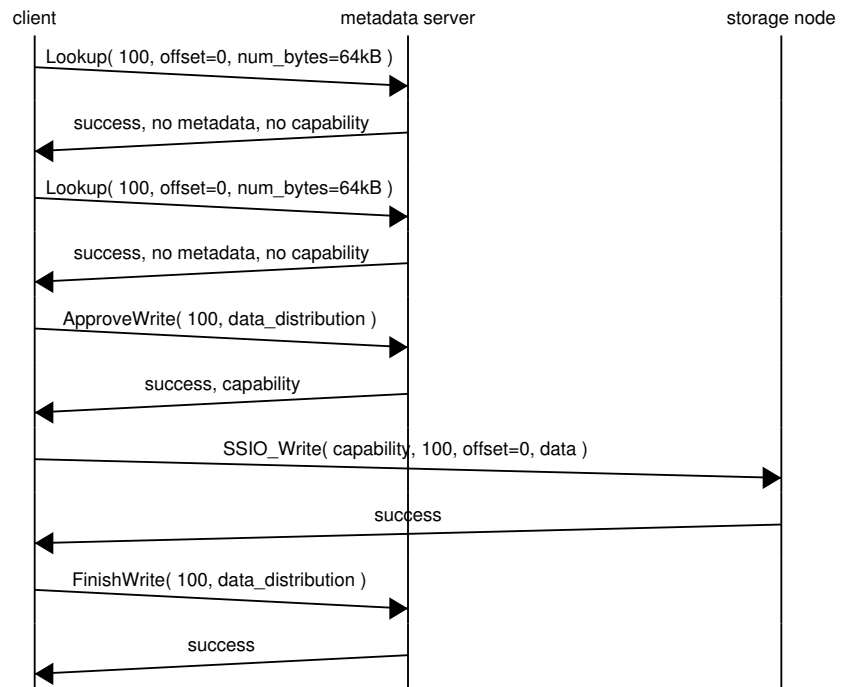 client metadata server storage node
Lookup( 100, offset=0, num_bytes=64kB )
success, no metadata, no capability
Lookup( 100, offset=0, num_bytes=64kB )
success, no metadata, no capability
ApproveWrite( 100, data_distribution )
success, capability
SSIO_Write( capability, 100, offset=0, data )
success
FinishWrite( 100, data_distribution )
success